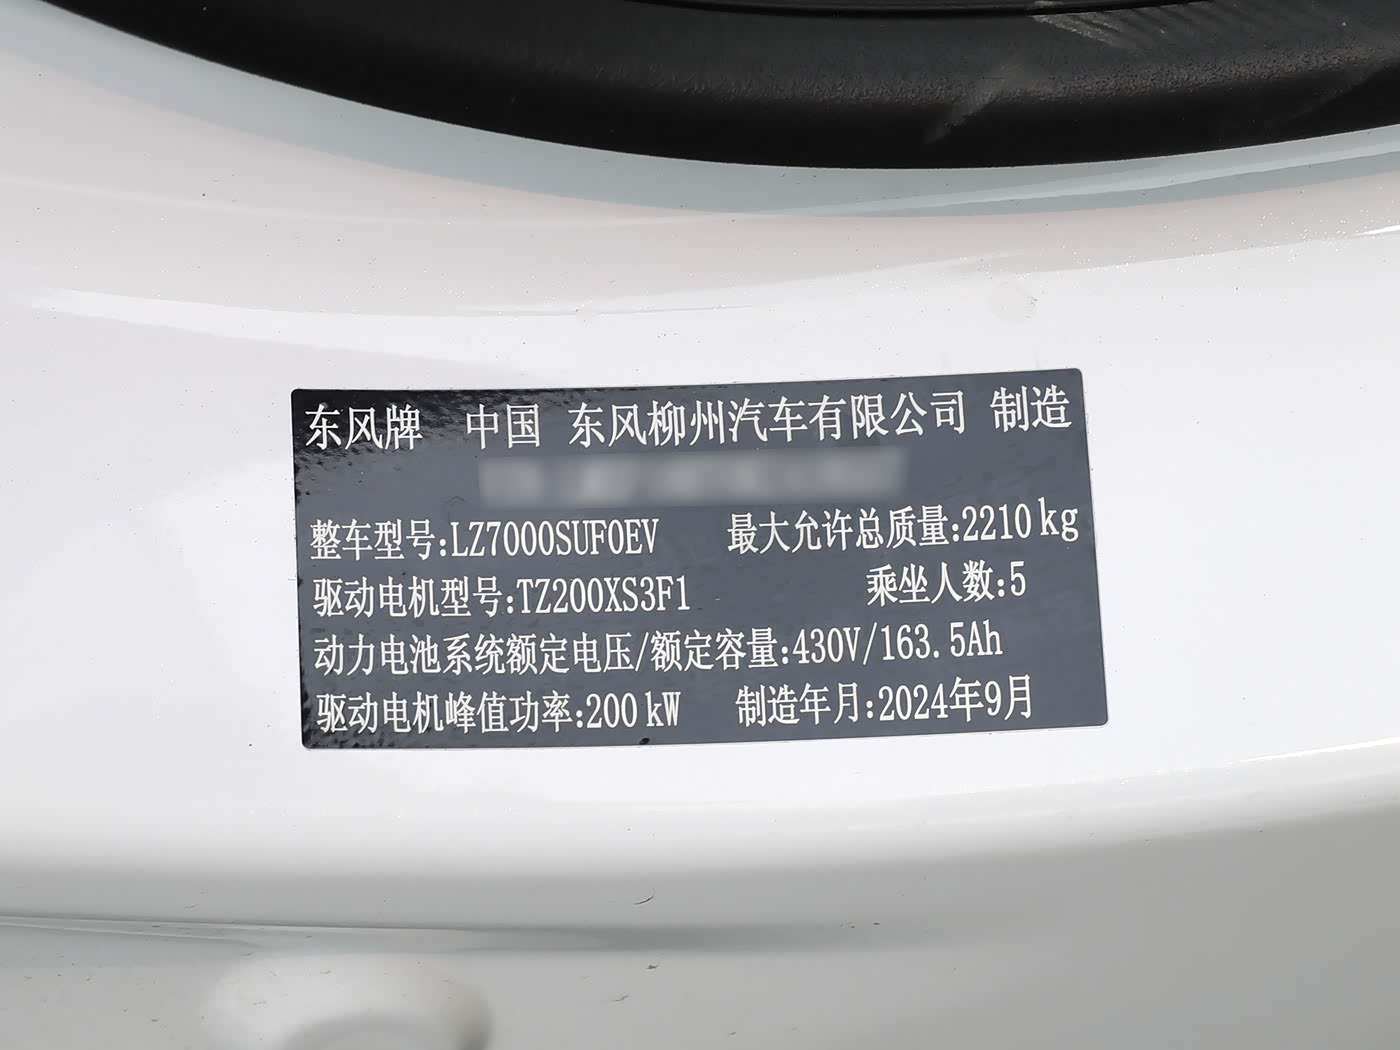 东风牌 中国 东风柳州汽车有限公司 制造
整车型号:LZ7000SUF0EV 最大允许总质量:2210kg
驱动电机型号:TZ200XS3F1 乘坐人数:5
动力电池系统额定电压/额定容量:430V/163.5Ah
驱动电机峰值功率:200kW 制造年月:2024年9月